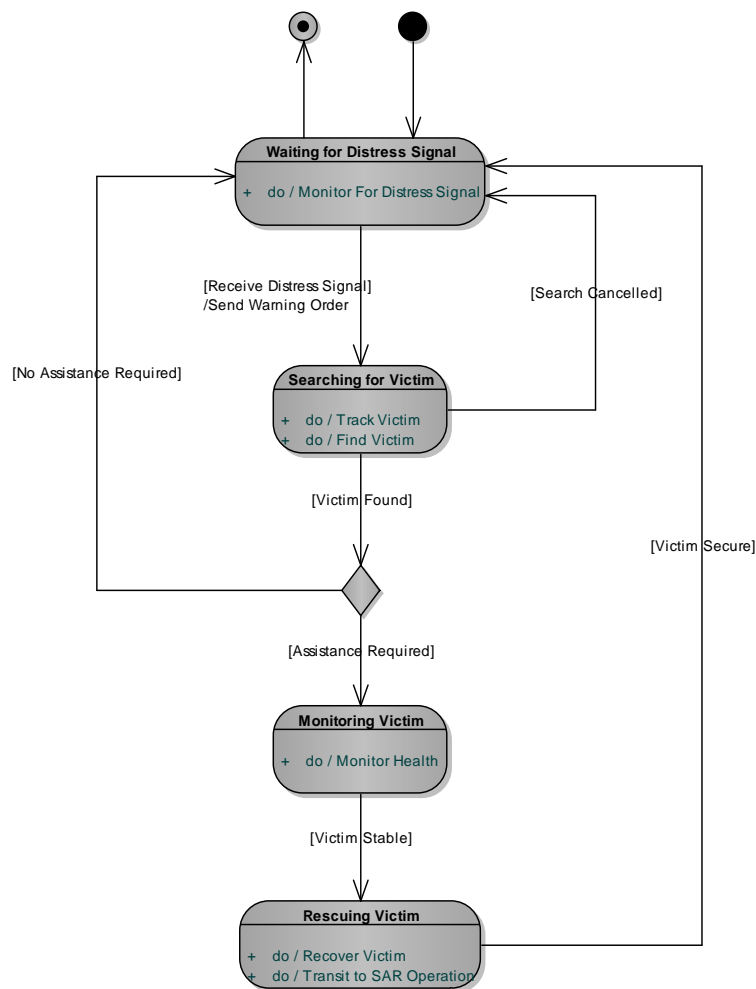 Waiting for Distress Signal
+ do / Monitor For Distress Signal
[Receive Distress Signal]
/Send Warning Order
[Search Cancelled]
[No Assistance Required]
Searching for Victim
+ do / Track Victim
+ do / Find Victim
[Victim Found]
[Victim Secure]
[Assistance Required]
Monitoring Victim
+ do / Monitor Health
[Victim Stable]
Rescuing Victim
+ do / Recover Victim
+ do / Transit to SAR Operation